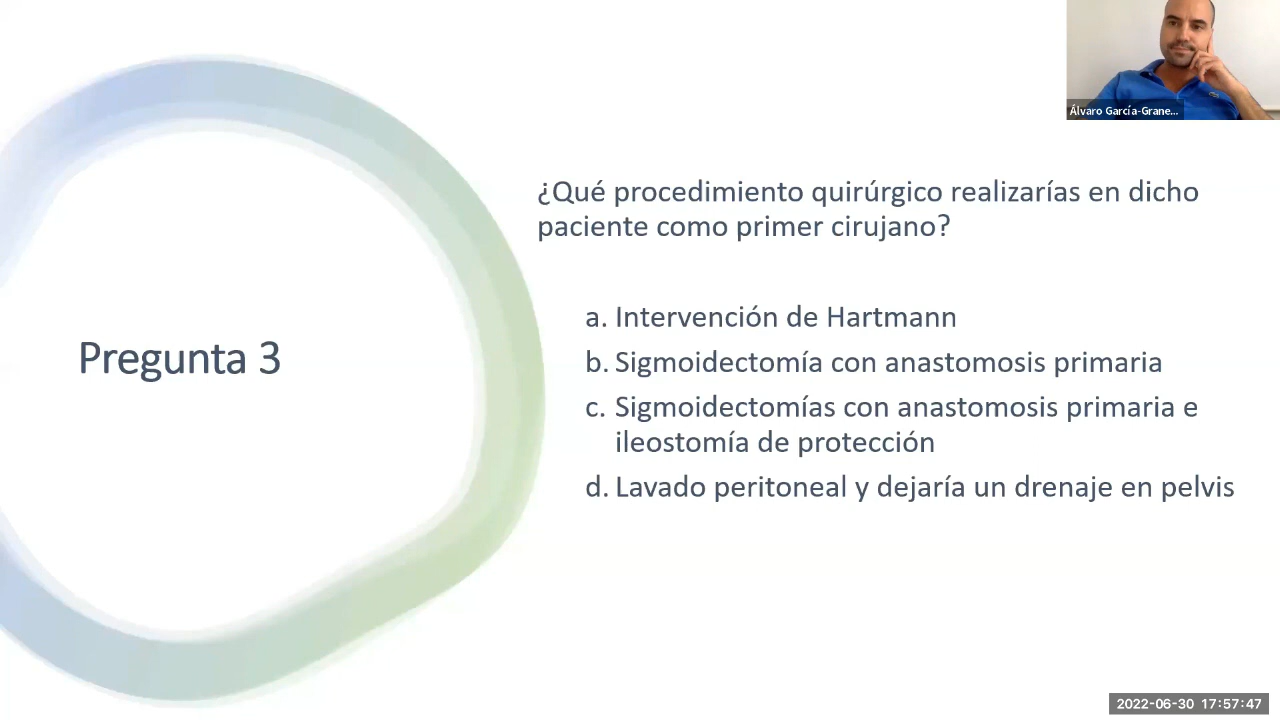 Álvaro García-Grane...
¿Qué procedimiento quirúrgico realizarías en dicho
paciente como primer cirujano?
Pregunta 3
a. Intervención de Hartmann
b. Sigmoidectomía con anastomosis primaria
c. Sigmoidectomías con anastomosis primaria e
ileostomía de protección
d. Lavado peritoneal y dejaría un drenaje en pelvis
2022-06-30 17:57:47